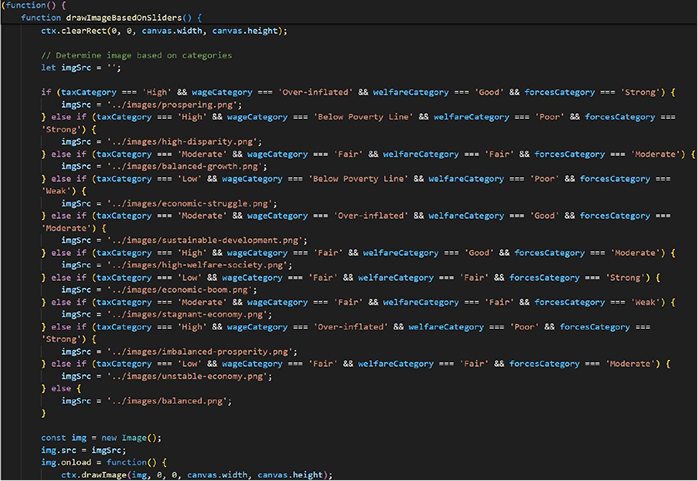 (function() {
function drawImageBasedOnSliders() {
ctx.clearRect(0, 0, canvas.width, canvas.height);
// Determine image based on categories
let imgSrc = '';
if (taxCategory === 'High' && wageCategory === 'Over-inflated' && welfareCategory === 'Good' && forcesCategory === 'Strong') {
imgSrc = '../images/prospering.png';
} else if (taxCategory === 'High' && wageCategory === 'Below Poverty Line' && welfareCategory === 'Poor' && forcesCategory ===
'Strong') {
imgSrc = '../images/high-disparity.png';
} else if (taxCategory === 'Moderate' && wageCategory === 'Fair' && welfareCategory === 'Fair' && forcesCategory === 'Moderate') {
imgSrc = '../images/balanced-growth.png';
} else if (taxCategory === 'Low' && wageCategory === 'Below Poverty Line' && welfareCategory === 'Poor' && forcesCategory ===
'Weak') {
imgSrc = '../images/economic-struggle.png';
} else if (taxCategory === 'Moderate' && wageCategory === 'Over-inflated' && welfareCategory === 'Good' && forcesCategory ===
'Moderate') {
imgSrc = '../images/sustainable-development.png';
} else if (taxCategory === 'High' && wageCategory === 'Fair' && welfareCategory === 'Good' && forcesCategory === 'Moderate') {
imgSrc = '../images/high-welfare-society.png';
} else if (taxCategory === 'Low' && wageCategory === 'Fair' && welfareCategory === 'Fair' && forcesCategory === 'Strong') {
imgSrc = '../images/economic-boom.png';
} else if (taxCategory === 'Moderate' && wageCategory === 'Fair' && welfareCategory === 'Fair' && forcesCategory === 'Weak') {
imgSrc = '../images/stagnant-economy.png';
} else if (taxCategory === 'High' && wageCategory === 'Over-inflated' && welfareCategory === 'Poor' && forcesCategory ===
'Strong') {
imgSrc = '../images/imbalanced-prosperity.png';
} else if (taxCategory === 'Low' && wageCategory === 'Fair' && welfareCategory === 'Fair' && forcesCategory === 'Moderate') {
imgSrc = '../images/unstable-economy.png';
} else {
imgSrc = '../images/balanced.png';
}
const img = new Image();
img.src = imgSrc;
img.onload = function() {
ctx.drawImage(img, 0, 0, canvas.width, canvas.height);